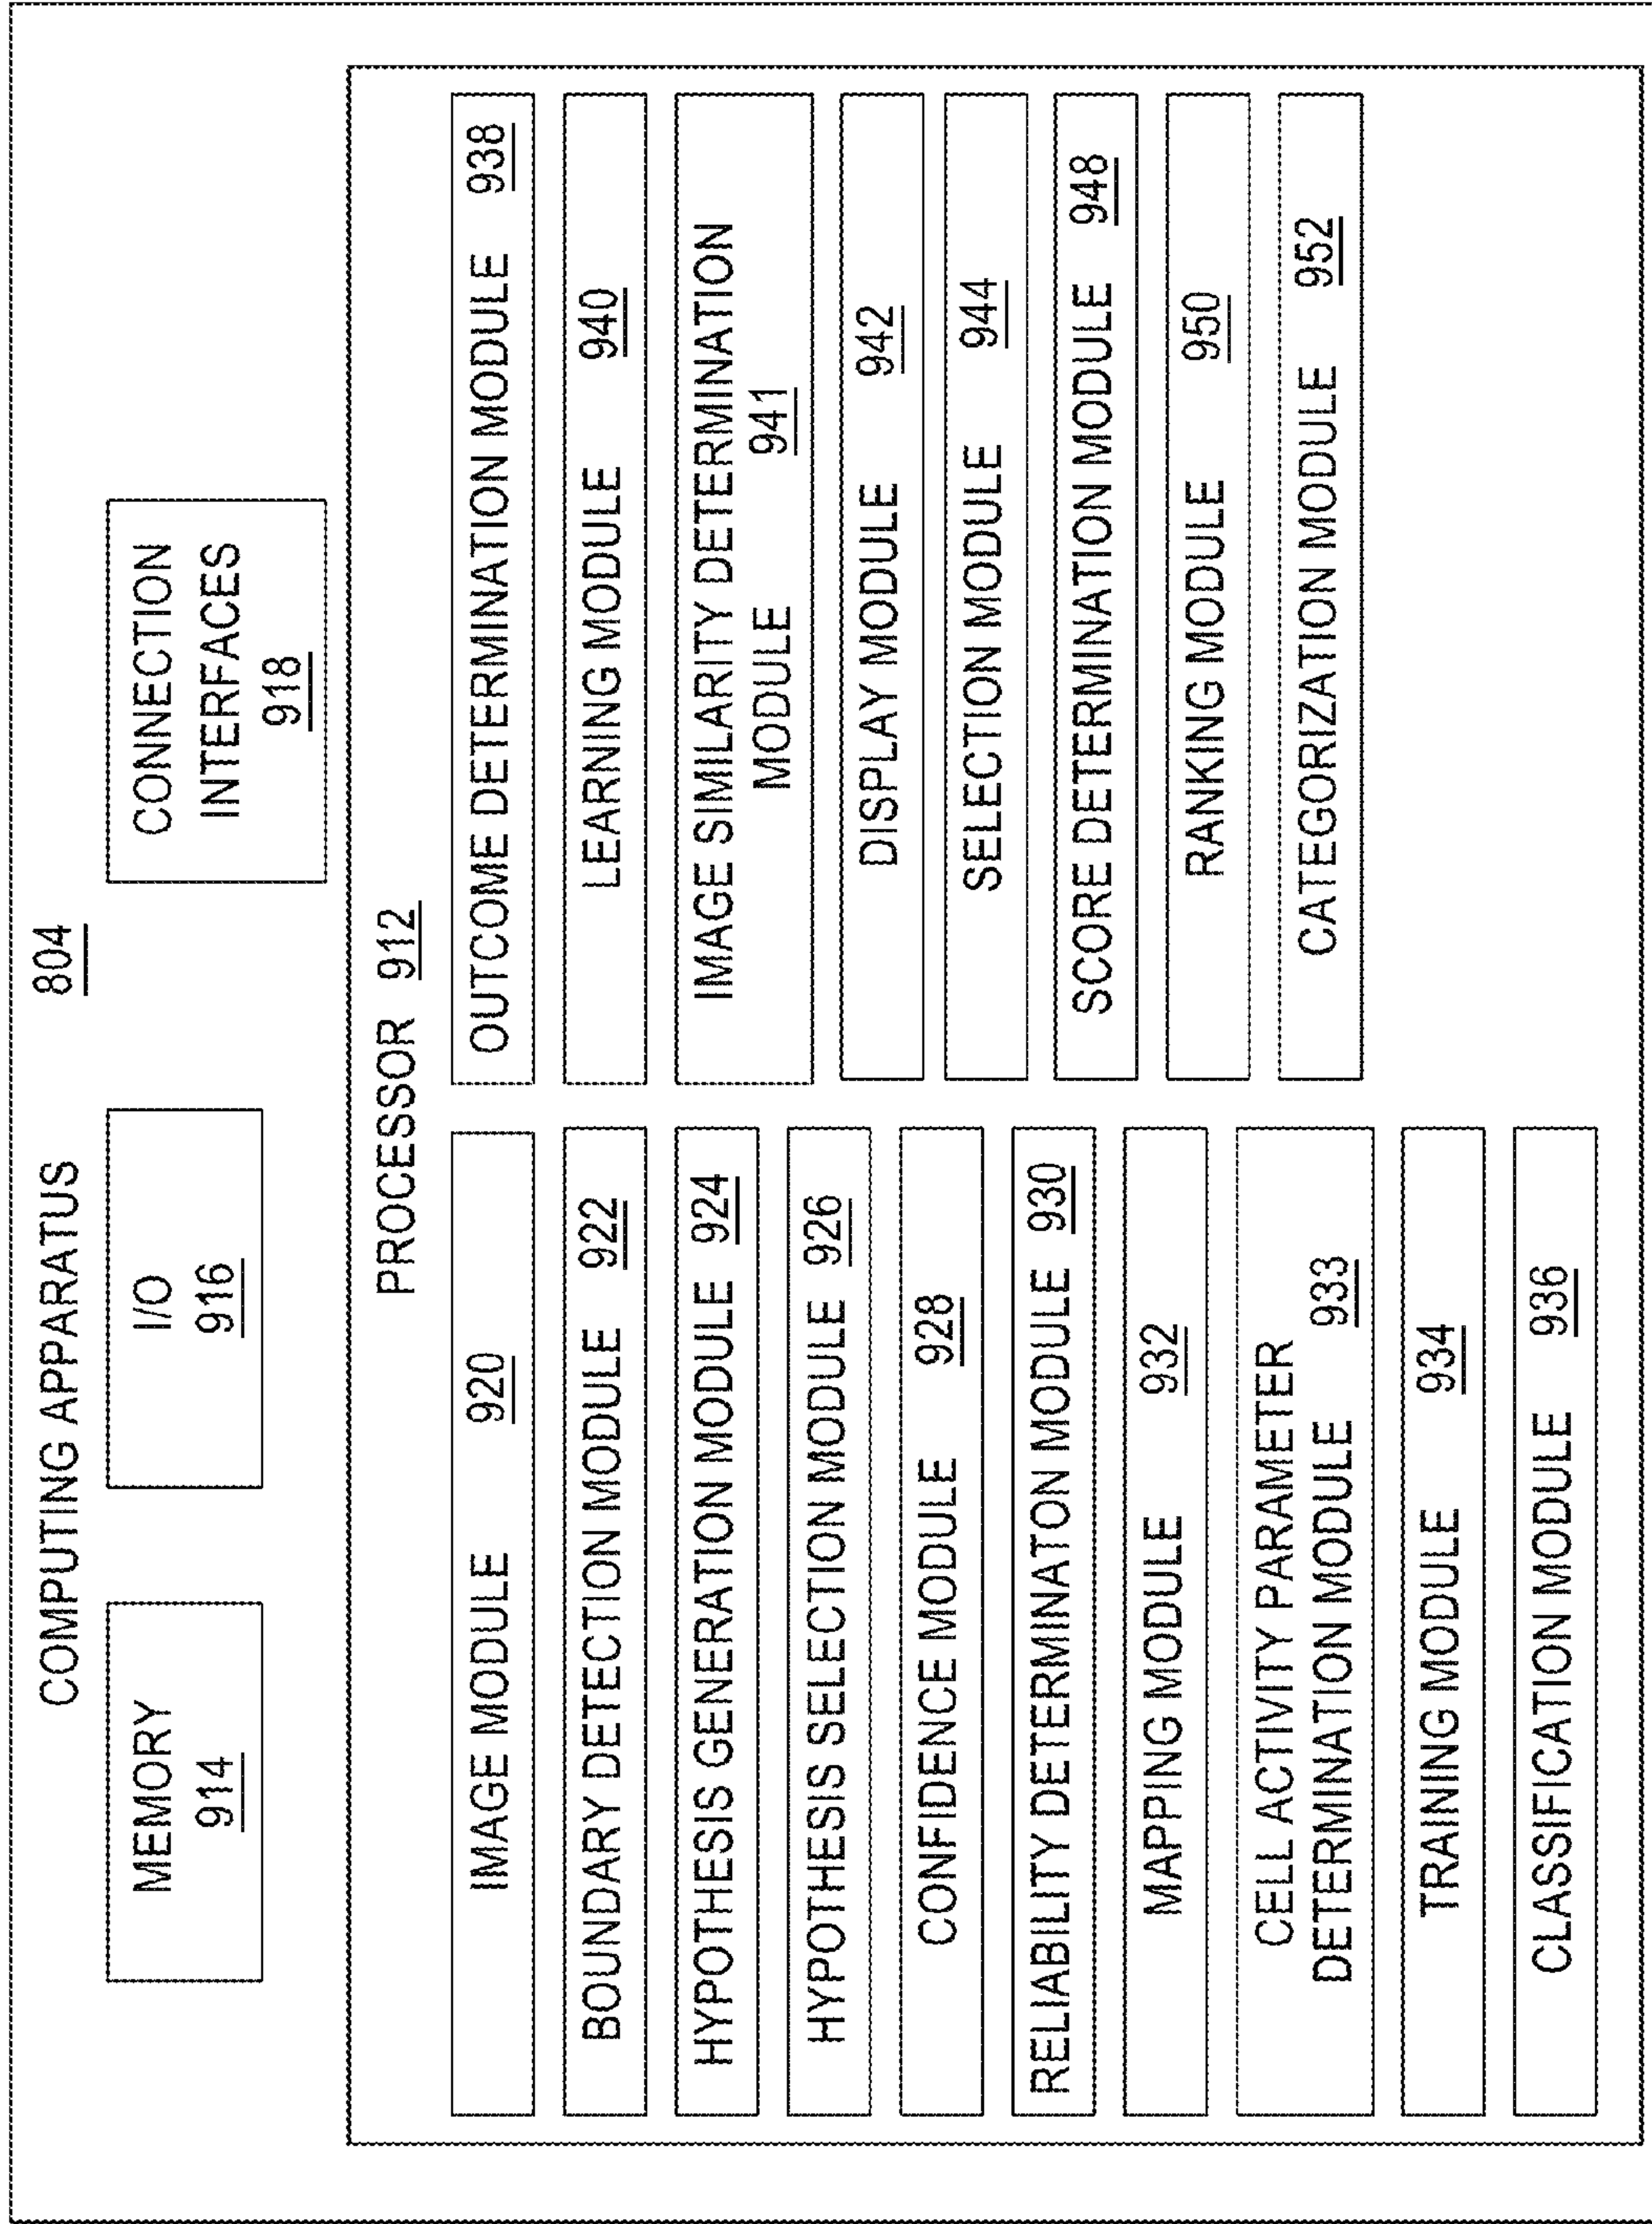 COMPUTING APPARATUS 804
MEMORY
914
I/O
916
CONNECTION
INTERFACES
918
PROCESSOR 912
IMAGE MODULE 920
BOUNDARY DETECTION MODULE 922
HYPOTHESIS GENERATION MODULE 924
HYPOTHESIS SELECTION MODULE 926
CONFIDENCE MODULE 928
RELIABILITY DETERMINATON MODULE 930
MAPPING MODULE 932
CELL ACTIVITY PARAMETER
DETERMINATION MODULE 933
TRAINING MODULE 934
CLASSIFICATION MODULE 936
OUTCOME DETERMINATION MODULE 938
LEARNING MODULE 940
IMAGE SIMILARITY DETERMINATION
MODULE 941
DISPLAY MODULE 942
SELECTION MODULE 944
SCORE DETERMINATION MODULE 948
RANKING MODULE 950
CATEGORIZATION MODULE 952